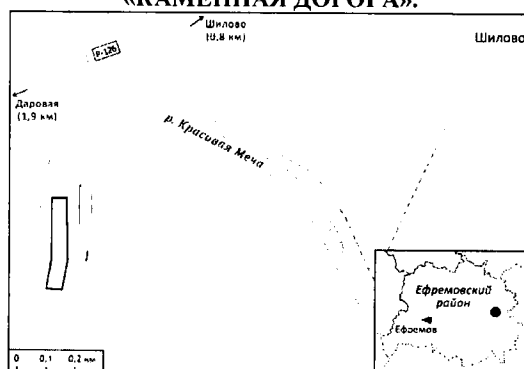 «КАМЕННАЯ ДОРОГА».
Шилово
(0,8 км)
Шилово
Р-126
Даровая
(1,9 км)
р. Красовая Меча
Ефремовский
район
Ефремов
0 0,1 0,2 км